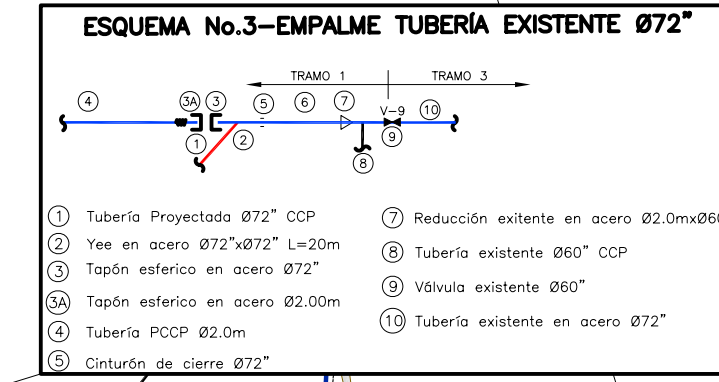 ESQUEMA No.3-EMPALME TUBERÍA EXISTENTE Ø72"
TRAMO 1 TRAMO 3
4 3A 3 5 6 7 V-9 10
1 2 9
8
1 Tubería Proyectada Ø72" CCP
2 Yee en acero Ø72"xØ72" L=20m
3 Tapón esferico en acero Ø72"
3A Tapón esferico en acero Ø2.00m
4 Tubería PCCP Ø2.0m
5 Cinturón de cierre Ø72"
7 Reducción exitente en acero Ø2.0mxØ60
8 Tubería existente Ø60" CCP
9 Válvula existente Ø60"
10 Tubería existente en acero Ø72"